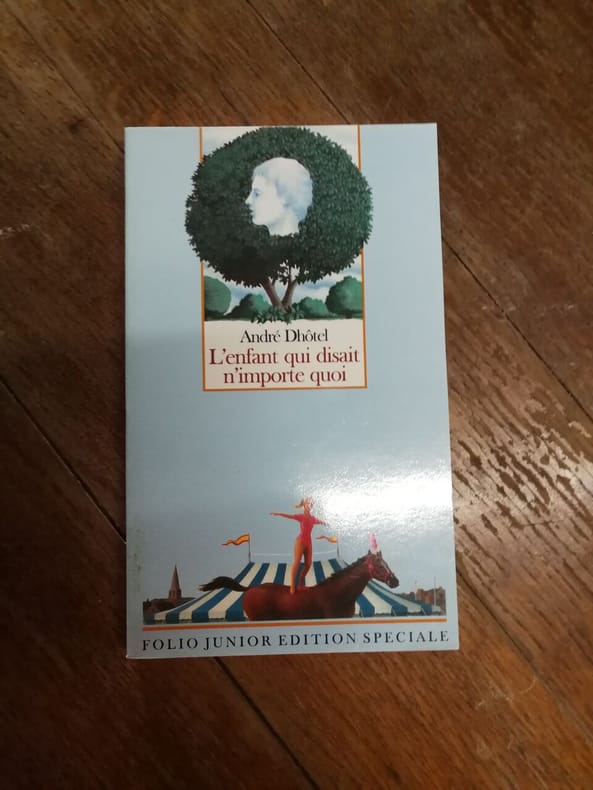 André Dhôtel
L'enfant qui disait
n'importe quoi
FOLIO JUNIOR EDITION SPECIALE